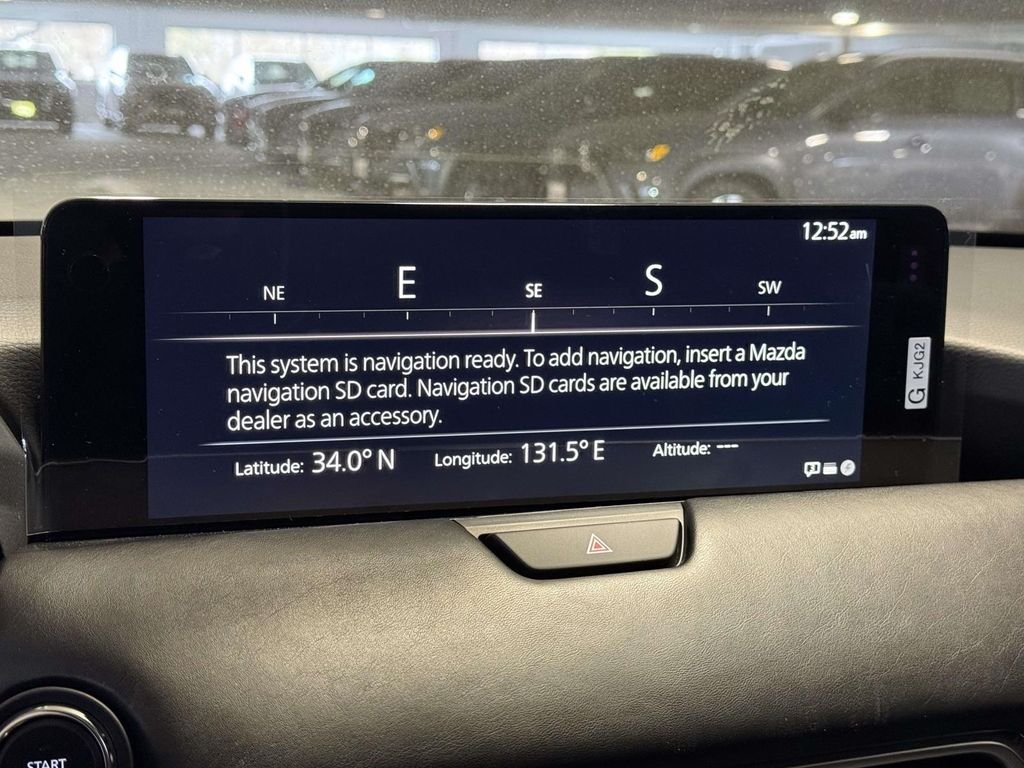 12:52am
NE E SE S SW
This system is navigation ready. To add navigation, insert a Mazda
navigation SD card. Navigation SD cards are available from your
dealer as an accessory.
Latitude: 34.0° N Longitude: 131.5° E Altitude: ---
G KJG2
START